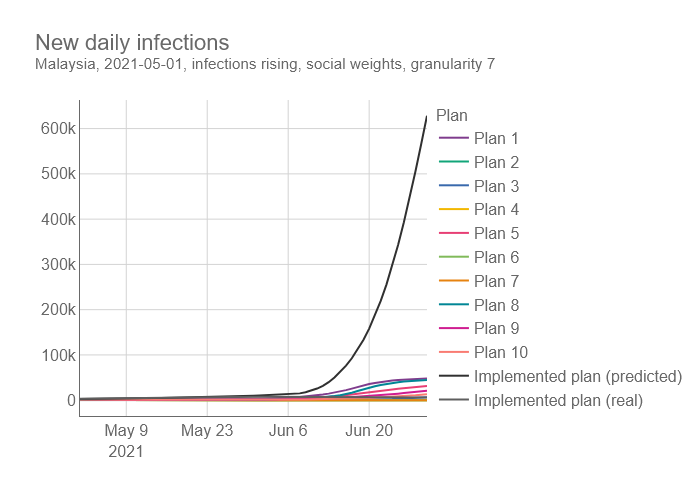 New daily infections
Malaysia, 2021-05-01, infections rising, social weights, granularity 7
600k
500k
400k
300k
200k
100k
0
May 9
2021
May 23
Jun 6
Jun 20
Plan
Plan 1
Plan 2
Plan 3
Plan 4
Plan 5
Plan 6
Plan 7
Plan 8
Plan 9
Plan 10
Implemented plan (predicted)
Implemented plan (real)